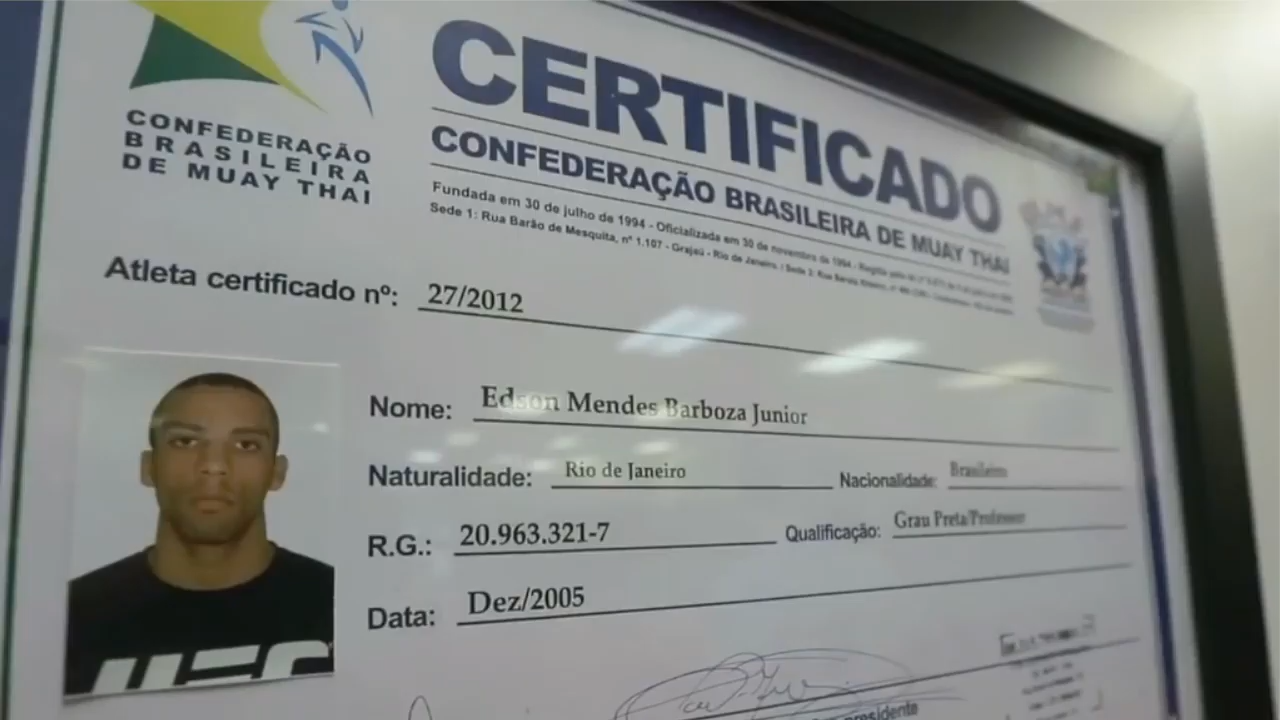 CERTIFICADO
CONFEDERAÇÃO
BRASILEIRA
DE MUAY THAI
CONFEDERAÇÃO BRASILEIRA DE MUAY THAI
Fundada em 30 de julho de 1994 - Oficializada em 30 de novembro de 1994 -
Sede 1: Rua Barão de Mesquita, nº 1.107 - Grajaú - Rio de Janeiro /
Atleta certificado nº: 27/2012
Nome: Edson Mendes Barboza Junior
Naturalidade: Rio de Janeiro Nacionalidade: Brasileiro
R.G.: 20.963.321-7 Qualificação: Grau Preta/Professor
Data: Dez/2005
UFC
presidente